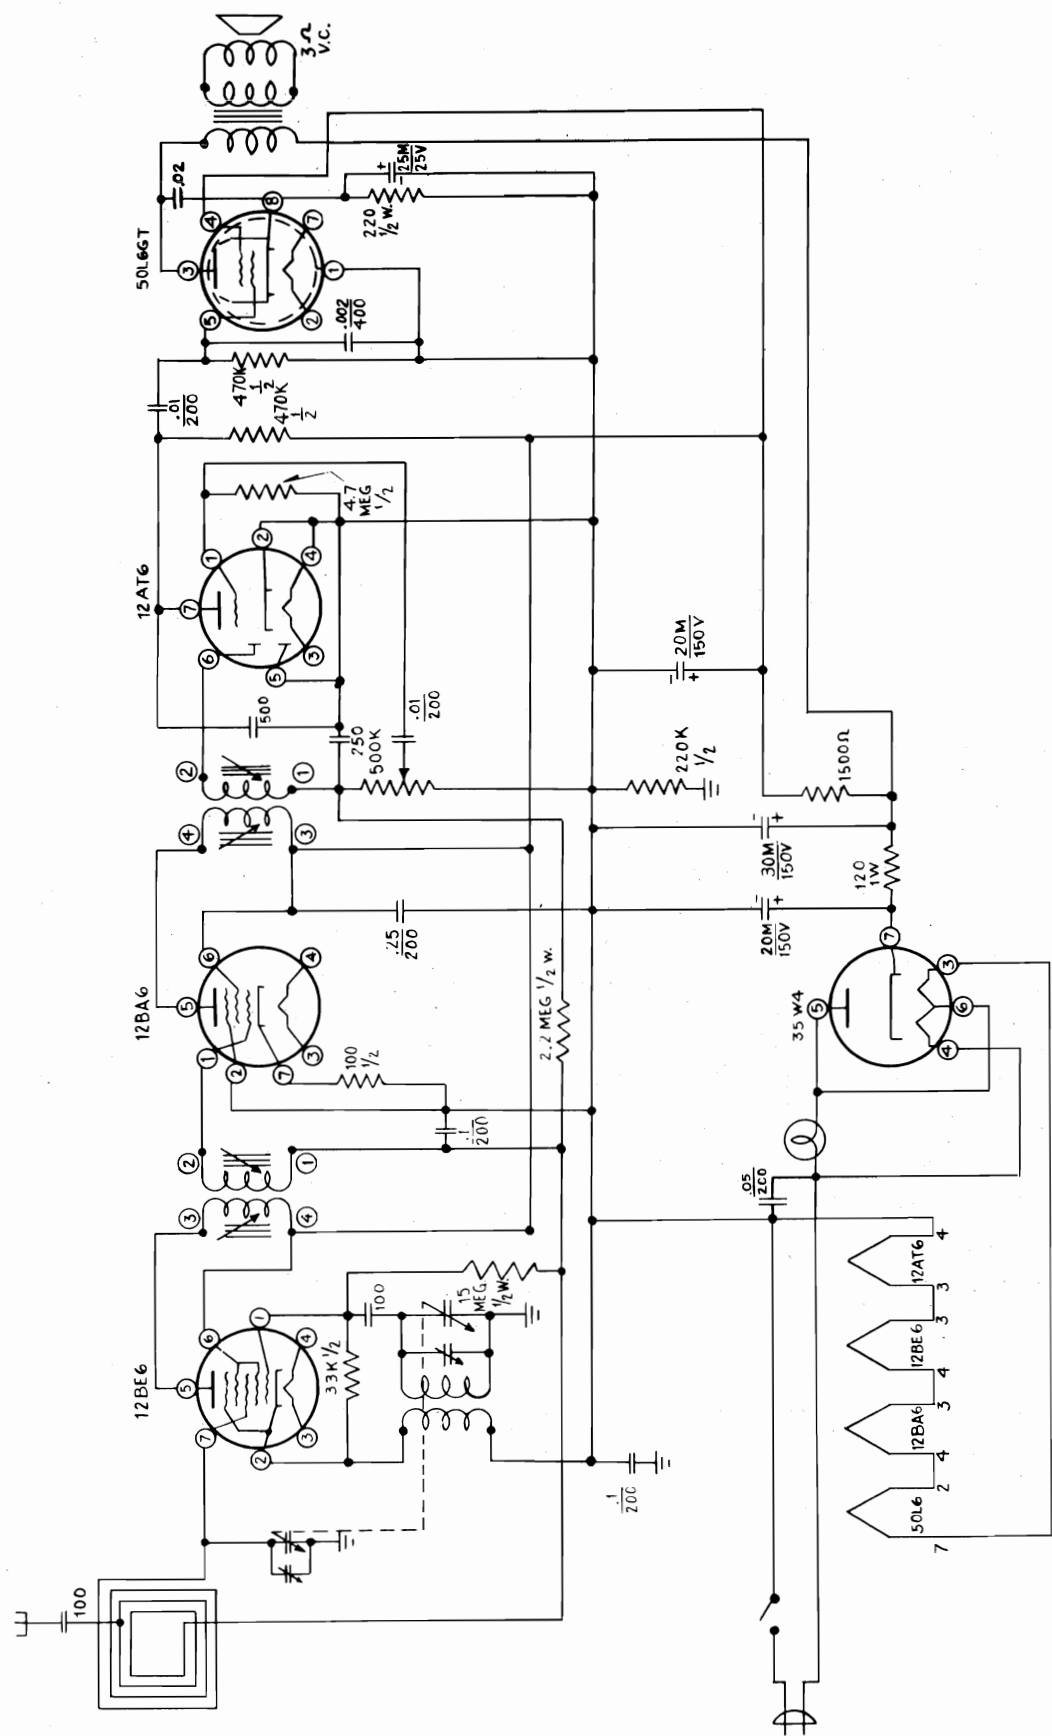 12BE6
12BA6
12AT6
50L6GT
100
7
5
6
1
2
3
4
3
4
2
1
33K 1/2
100
15
MEG.
1/2 W.
.1
200
1
5
6
2
7
3
4
100
1/2
.1
200
.25
200
4
3
2
1
2.2 MEG 1/2 W.
500
250
500K
.01
200
6
7
1
5
2
3
4
4.7
MEG
1/2
.01
200
470K
1/2
470K
1/2
5
3
4
8
2
1
7
.002
400
.02
220
1/2 W.
25M
25V
+
-
3Ω
V.C.
220K
1/2
20M
150V
-
+
30M
150V
-
+
20M
150V
-
+
1500Ω
120
1W
35W4
5
7
4
6
3
.05
200
50L6
12BA6
12BE6
12AT6
7
2
4
3
4
3
3
4